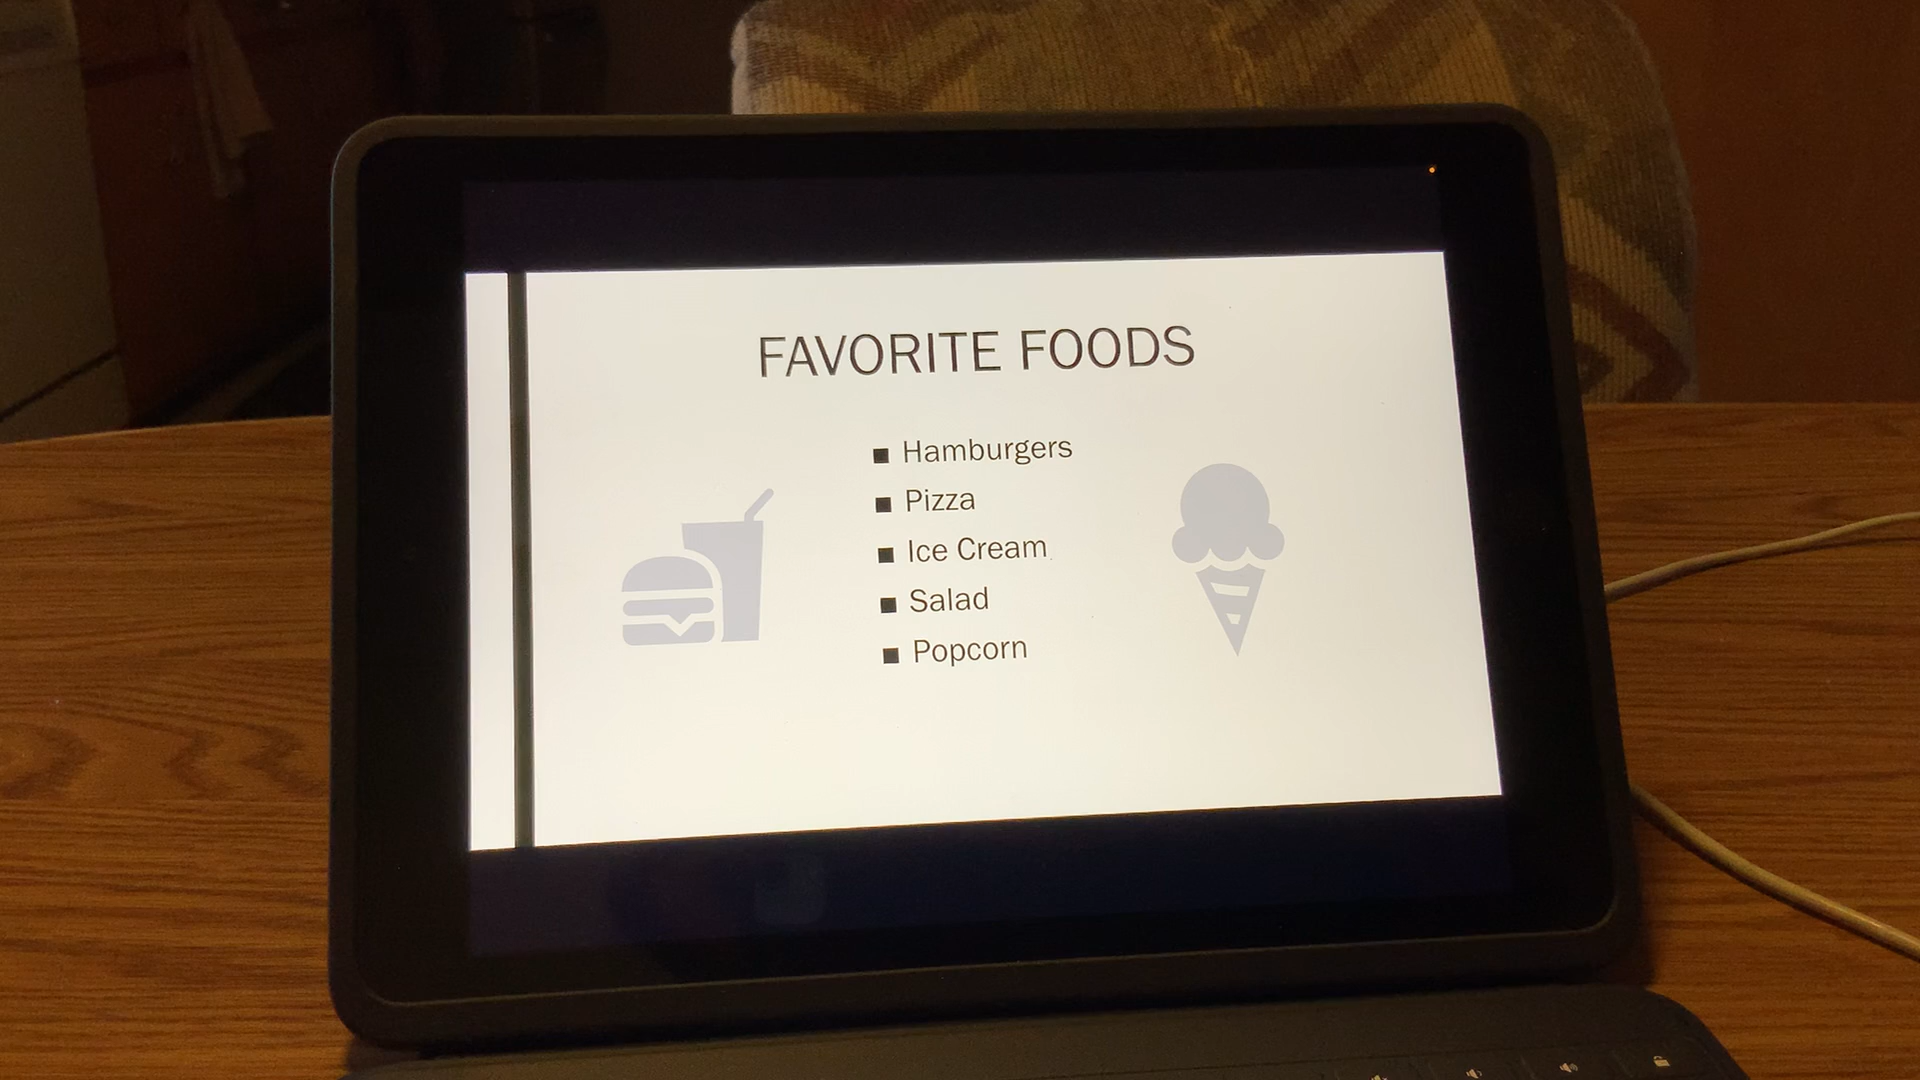 FAVORITE FOODS
Hamburgers
Pizza
Ice Cream
Salad
Popcorn